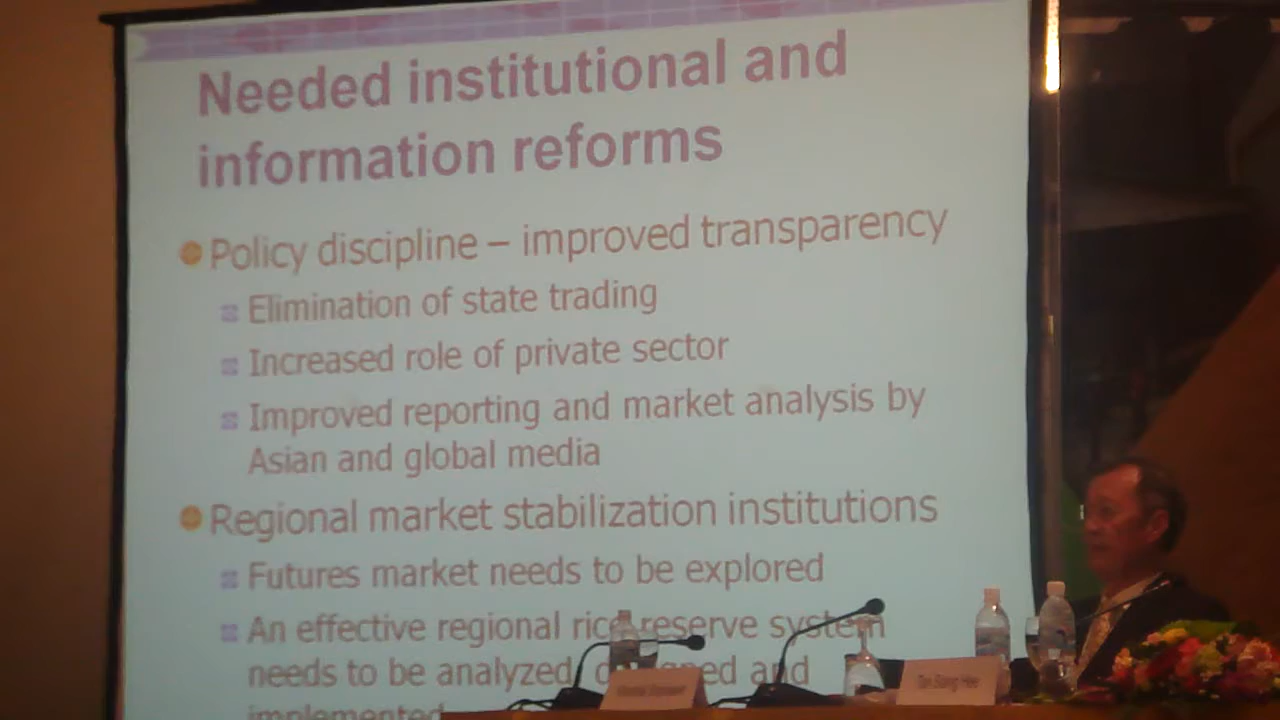 Needed institutional and
information reforms
Policy discipline – improved transparency
Elimination of state trading
Increased role of private sector
Improved reporting and market analysis by
Asian and global media
Regional market stabilization institutions
Futures market needs to be explored
An effective regional rice reserve system
needs to be analyzed, designed and
implemented